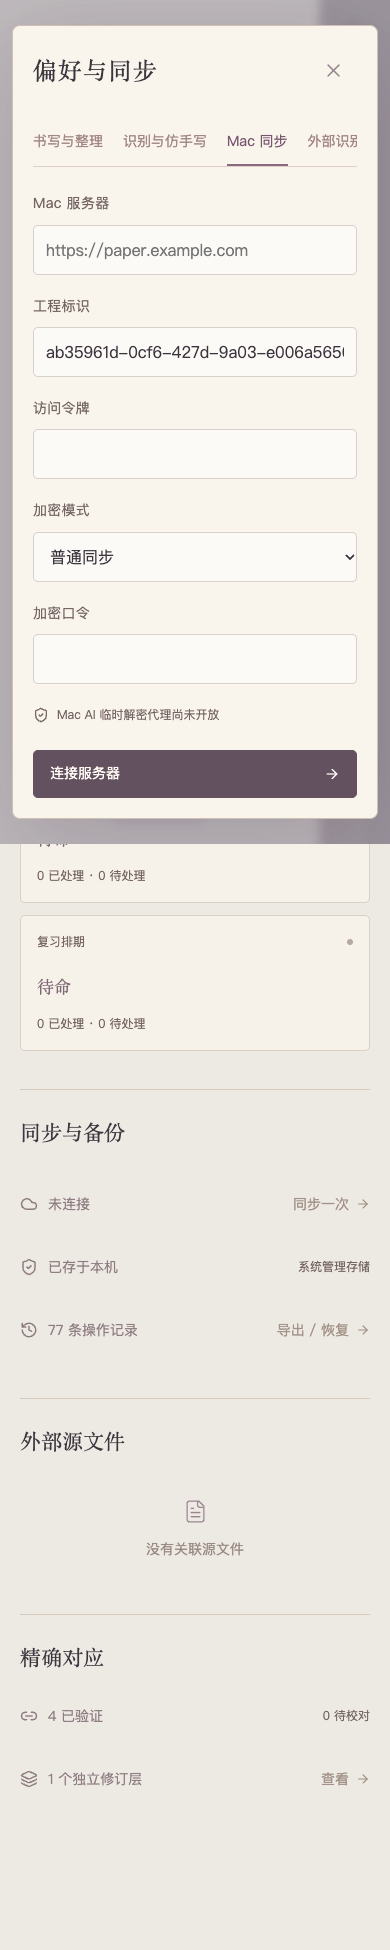 偏好与同步
书写与整理 识别与仿手写 Mac 同步 外部识别
Mac 服务器
https://paper.example.com
工程标识
ab35961d-0cf6-427d-9a03-e006a565
访问令牌
加密模式
普通同步
加密口令
Mac AI 临时解密代理尚未开放
连接服务器
0 已处理 · 0 待处理
复习排期
待命
0 已处理 · 0 待处理
同步与备份
未连接 同步一次
已存于本机 系统管理存储
77 条操作记录 导出 / 恢复
外部源文件
没有关联源文件
精确对应
4 已验证 0 待校对
1 个独立修订层 查看